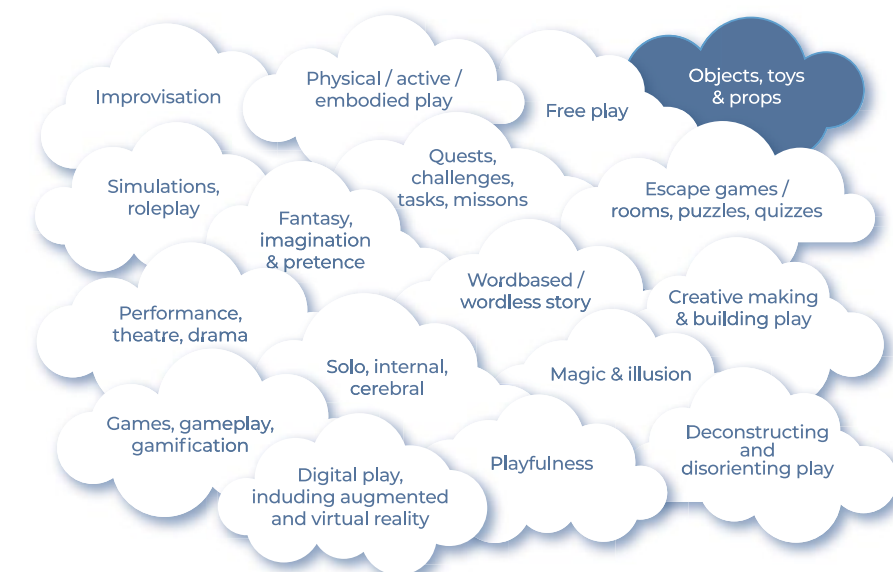 Improvisation
Physical / active /
embodied play
Free play
Objects, toys
& props
Simulations,
roleplay
Quests,
challenges,
tasks, missons
Escape games /
rooms, puzzles, quizzes
Fantasy,
imagination
& pretence
Wordbased /
wordless story
Creative making
& building play
Performance,
theatre, drama
Solo, internal,
cerebral
Magic & illusion
Games, gameplay,
gamification
Digital play,
including augmented
and virtual reality
Playfulness
Deconstructing
and
disorienting play